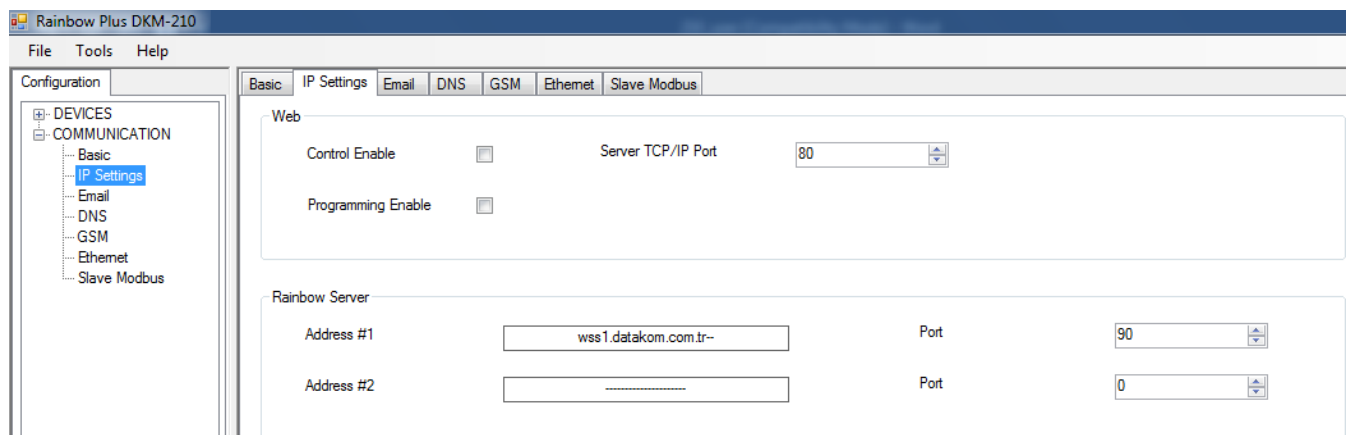 Rainbow Plus DKM-210
File Tools Help
Configuration
DEVICES
COMMUNICATION
Basic
IP Settings
Email
DNS
GSM
Ethernet
Slave Modbus
Basic IP Settings Email DNS GSM Ethernet Slave Modbus
Web
Control Enable Server TCP/IP Port 80
Programming Enable
Rainbow Server
Address #1 wss1.datakom.com.tr-- Port 90
Address #2 --------------------- Port 0